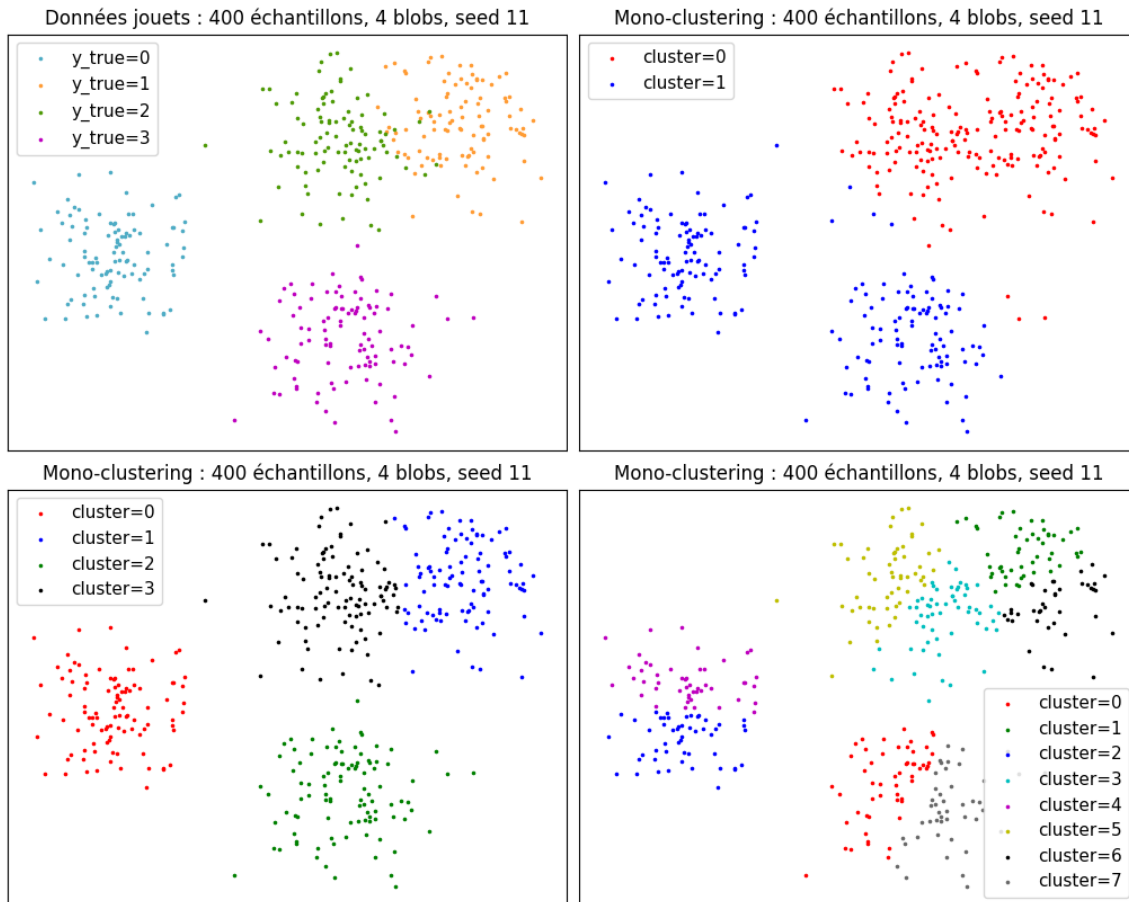 Données jouets : 400 échantillons, 4 blobs, seed 11
y_true=0
y_true=1
y_true=2
y_true=3
Mono-clustering : 400 échantillons, 4 blobs, seed 11
cluster=0
cluster=1
Mono-clustering : 400 échantillons, 4 blobs, seed 11
cluster=0
cluster=1
cluster=2
cluster=3
Mono-clustering : 400 échantillons, 4 blobs, seed 11
cluster=0
cluster=1
cluster=2
cluster=3
cluster=4
cluster=5
cluster=6
cluster=7